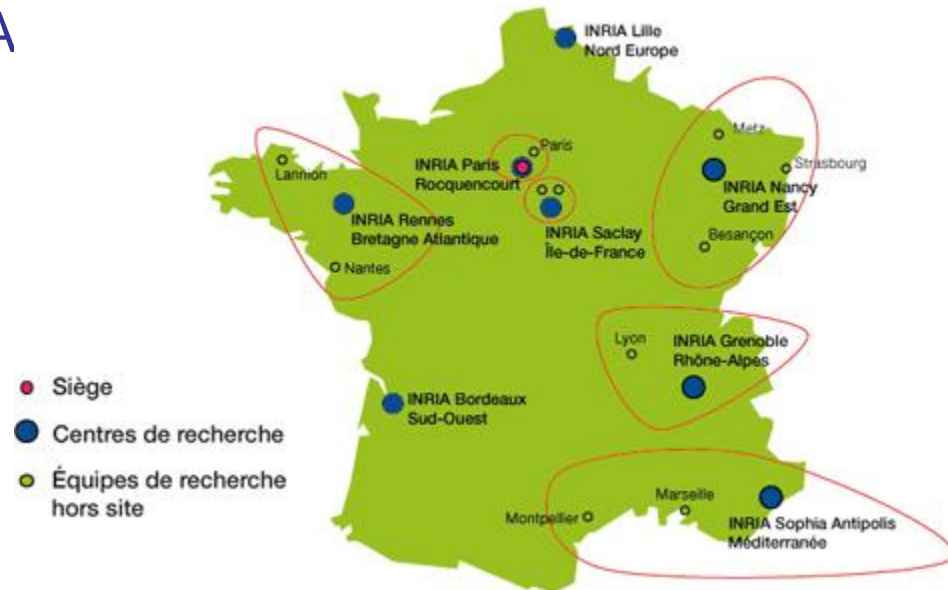 A
INRIA Lille
Nord Europe
Paris
INRIA Paris
Rocquencourt
Metz
Strasbourg
INRIA Nancy
Grand Est
Besançon
Lannion
INRIA Rennes
Bretagne Atlantique
Nantes
INRIA Saclay
Île-de-France
Lyon
INRIA Grenoble
Rhône-Alpes
Siège
Centres de recherche
Équipes de recherche
hors site
INRIA Bordeaux
Sud-Ouest
Montpellier
Marseille
INRIA Sophia Antipolis
Méditerranée